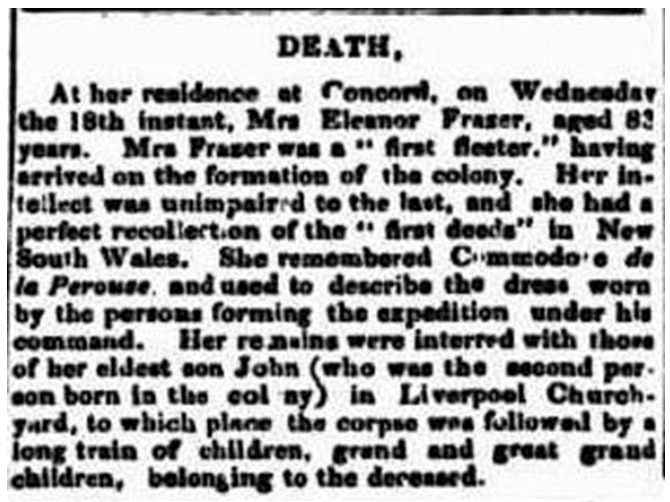 DEATH,
At her residence at Concord, on Wednesday
the 18th instant, Mrs Eleanor Frazer, aged 83
years. Mrs Frazer was a “ first fleeter,” having
arrived on the formation of the colony. Her in-
tellect was unimpaired to the last, and she had a
perfect recollection of the “ first deeds” in New
South Wales. She remembered Commodore de
la Perouse, and used to describe the dress worn
by the persons forming the expedition under his
command. Her remains were interred with those
of her eldest son John (who was the second per-
son born in the col ny) in Liverpool Church-
yard, to which place the corpse was followed by a
long train of children, grand and great grand
children, belonging to the deceased.